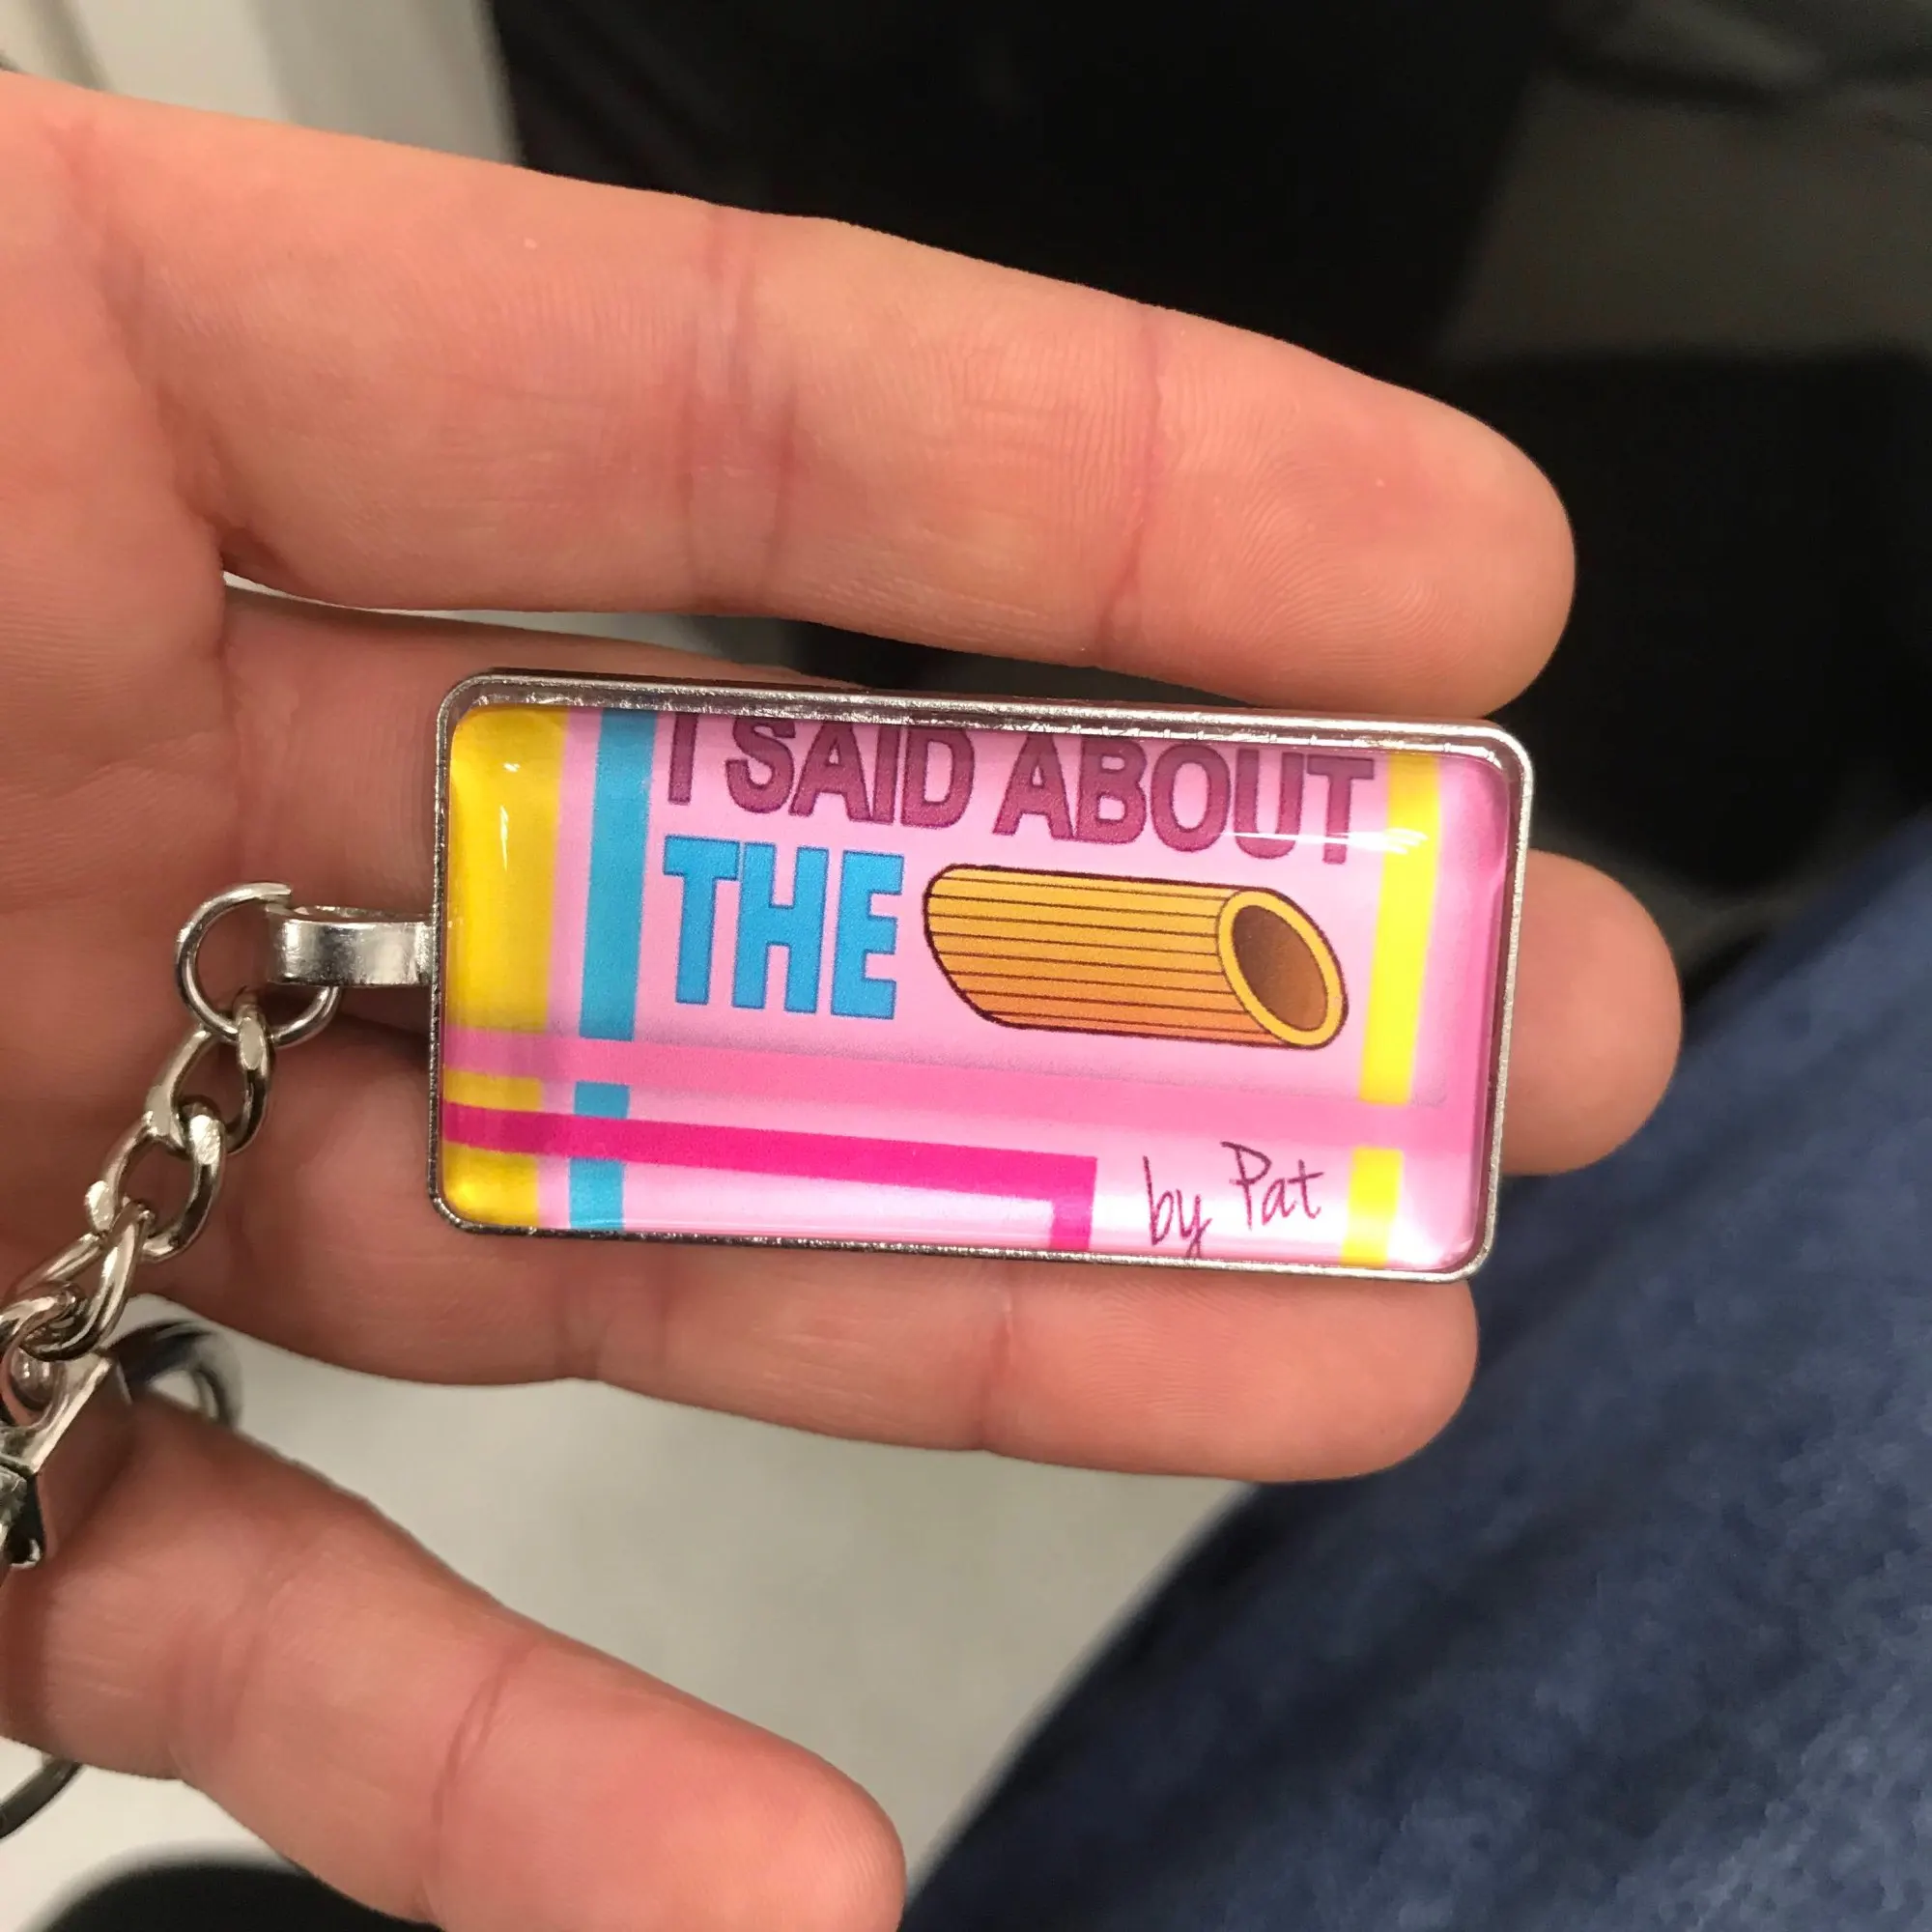 I SAID ABOUT
THE
by Pat